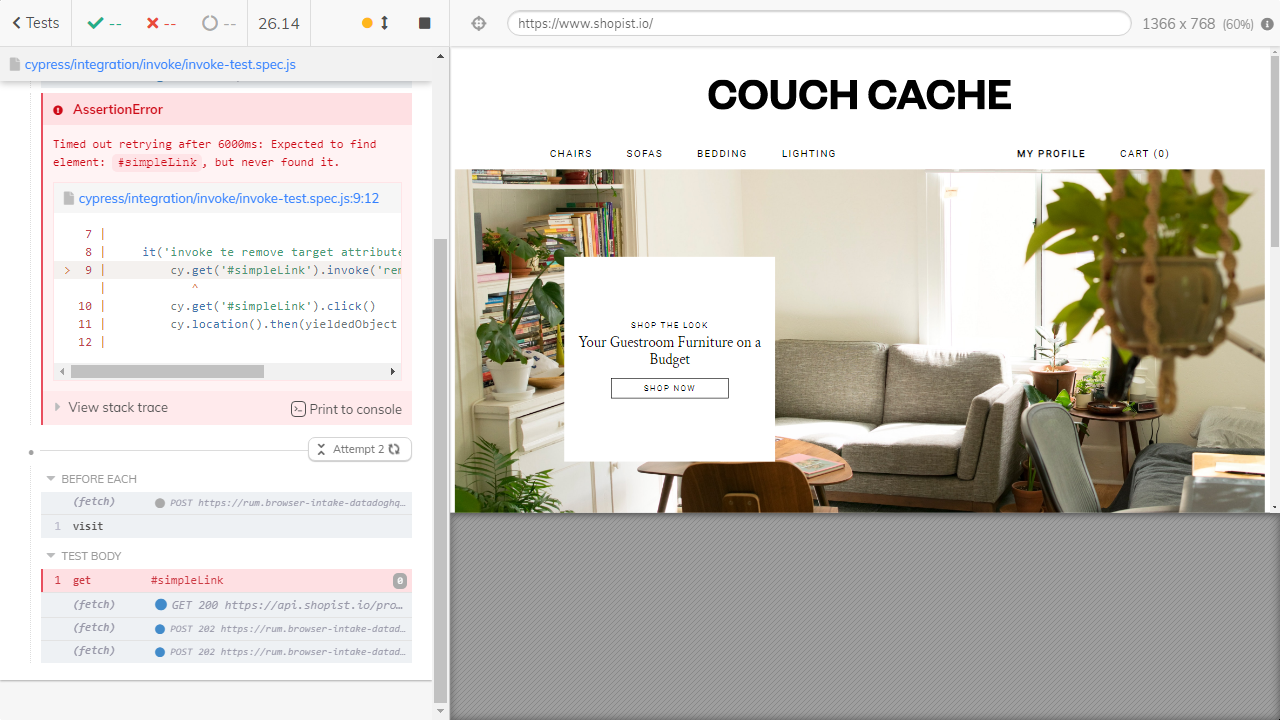 Tests
--
--
--
26.14
https://www.shopist.io/
1366 x 768 (60%)
cypress/integration/invoke/invoke-test.spec.js
AssertionError
Timed out retrying after 6000ms: Expected to find
element: #simpleLink, but never found it.
cypress/integration/invoke/invoke-test.spec.js:9:12
7 |
8 | it('invoke te remove target attribute
> 9 | cy.get('#simpleLink').invoke('rem
| ^
10 | cy.get('#simpleLink').click()
11 | cy.location().then(yieldedObject
12 |
View stack trace
Print to console
Attempt 2
BEFORE EACH
(fetch) POST https://rum.browser-intake-datadoghq…
1 visit
TEST BODY
1 get #simpleLink 0
(fetch) GET 200 https://api.shopist.io/pro…
(fetch) POST 202 https://rum.browser-intake-datad…
(fetch) POST 202 https://rum.browser-intake-datad…
COUCH CACHE
CHAIRS SOFAS BEDDING LIGHTING MY PROFILE CART (0)
SHOP THE LOOK
Your Guestroom Furniture on a
Budget
SHOP NOW